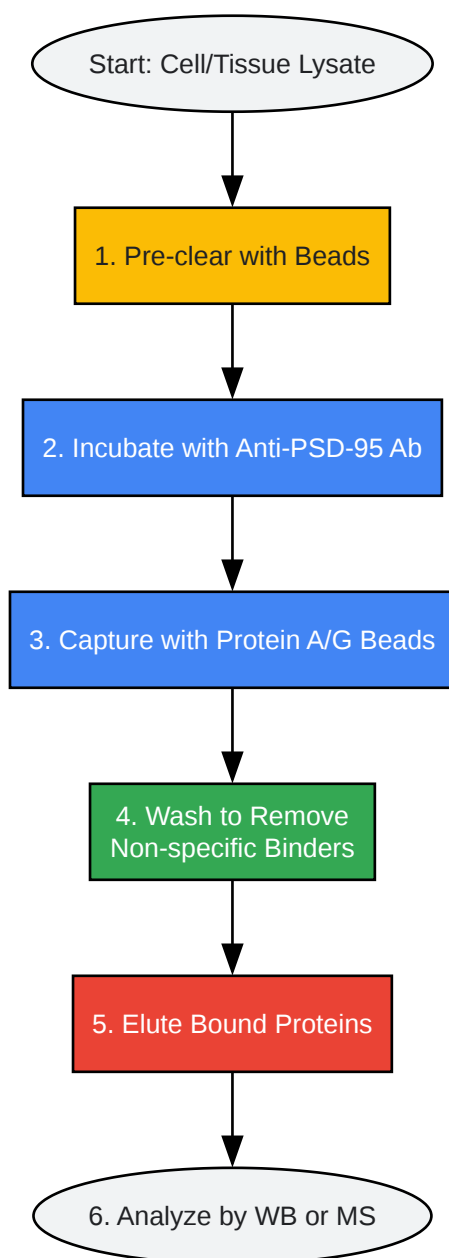 Start: Cell/Tissue Lysate
1. Pre-clear with Beads
2. Incubate with Anti-PSD-95 Ab
3. Capture with Protein A/G Beads
4. Wash to Remove
Non-specific Binders
5. Elute Bound Proteins
6. Analyze by WB or MS